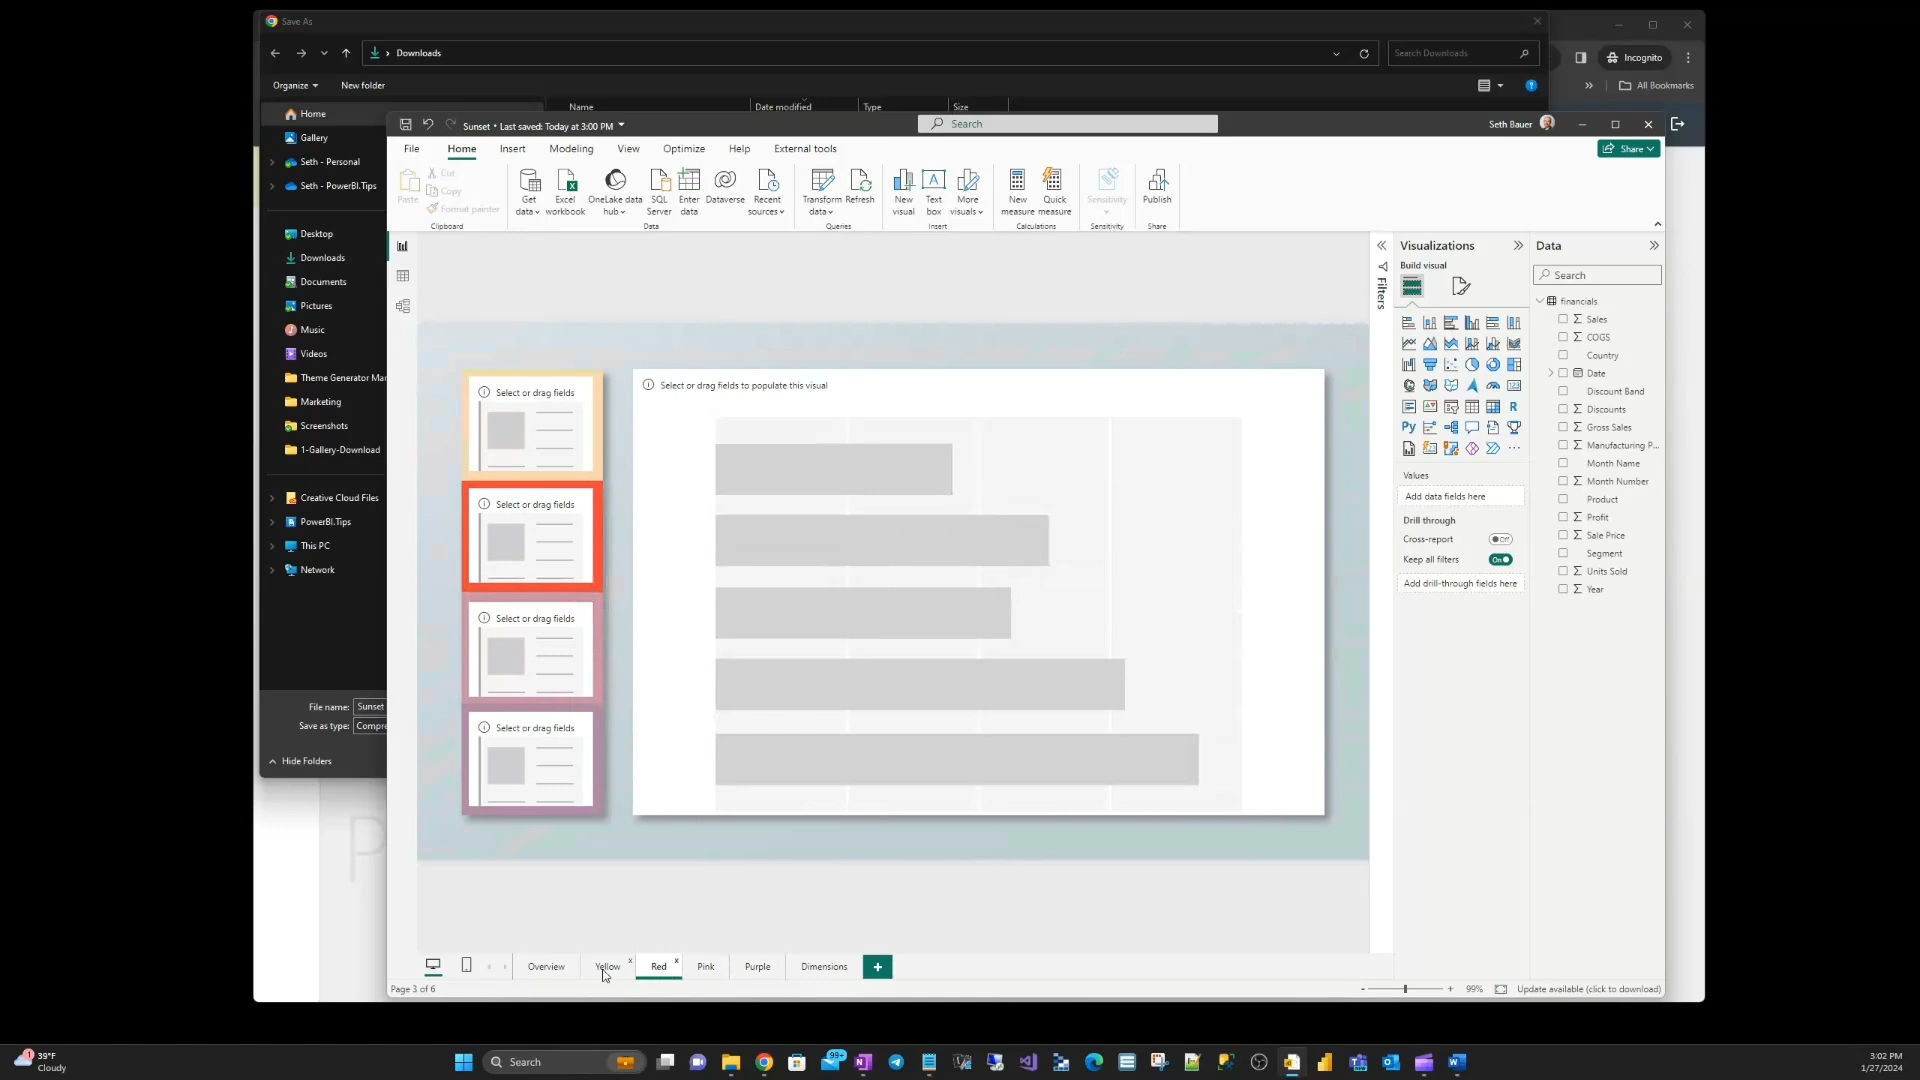 Save As
Downloads
Search Downloads
Incognito
Organize
New folder
All Bookmarks
Name
Date modified
Type
Size
Home
Gallery
Seth - Personal
Seth - PowerBI.Tips
Desktop
Downloads
Documents
Pictures
Music
Videos
Theme Generator Mar
Marketing
Screenshots
1-Gallery-Download
Creative Cloud Files
PowerBI.Tips
This PC
Network
File name: Sunset
Save as type: Compre
Hide Folders
Sunset • Last saved: Today at 3:00 PM
Search
Seth Bauer
File
Home
Insert
Modeling
View
Optimize
Help
External tools
Share
Paste
Cut
Copy
Format painter
Clipboard
Get data
Excel workbook
OneLake data hub
SQL Server
Enter data
Dataverse
Recent sources
Data
Transform data
Refresh
Queries
New visual
Text box
More visuals
Insert
New measure
Quick measure
Calculations
Sensitivity
Sensitivity
Publish
Share
Select or drag fields
Select or drag fields
Select or drag fields
Select or drag fields
Select or drag fields to populate this visual
Filters
Visualizations
Build visual
R
Py
123
Values
Add data fields here
Drill through
Cross-report
Off
Keep all filters
On
Add drill-through fields here
Data
Search
financials
Sales
COGS
Country
Date
Discount Band
Discounts
Gross Sales
Manufacturing P...
Month Name
Month Number
Product
Profit
Sale Price
Segment
Units Sold
Year
Overview
Yellow
Red
Pink
Purple
Dimensions
Page 3 of 6
99%
Update available (click to download)
P
39°F
Cloudy
Search
99+
3:02 PM
1/27/2024